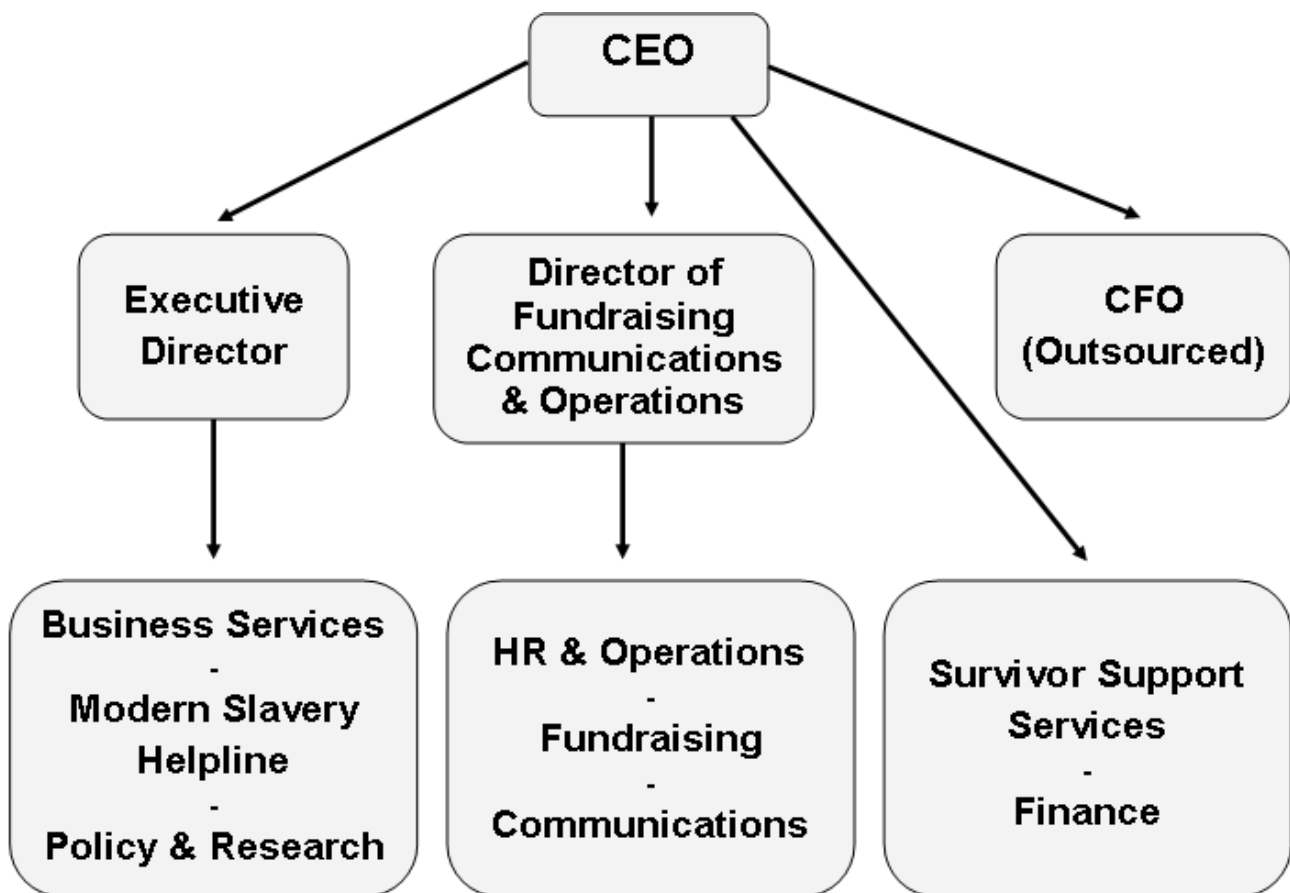 CEO
Executive
Director
Director of
Fundraising
Communications
& Operations
CFO
(Outsourced)
Business Services
-
Modern Slavery
Helpline
-
Policy & Research
HR & Operations
-
Fundraising
-
Communications
Survivor Support
Services
-
Finance